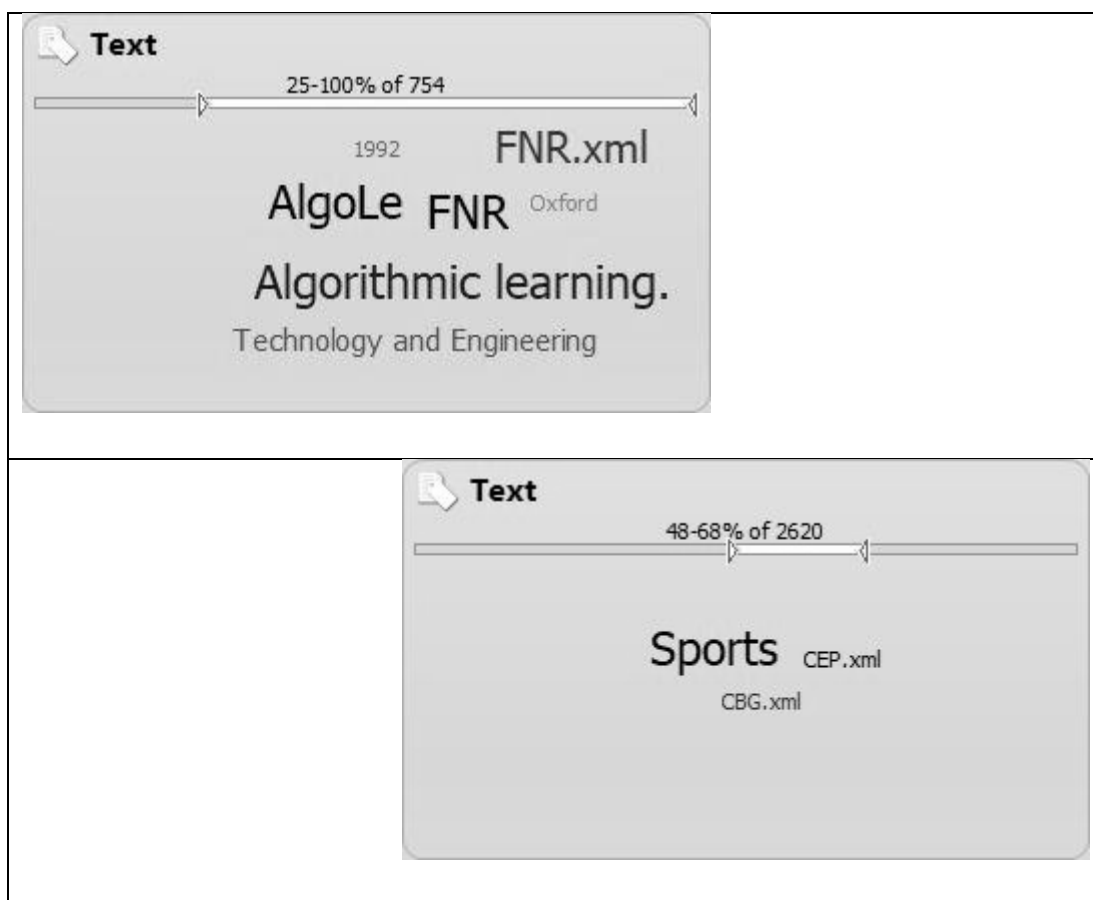 Text
25-100% of 754
1992 FNR.xml
AlgoLe FNR Oxford
Algorithmic learning.
Technology and Engineering
Text
48-68% of 2620
Sports CEP.xml
CBG.xml